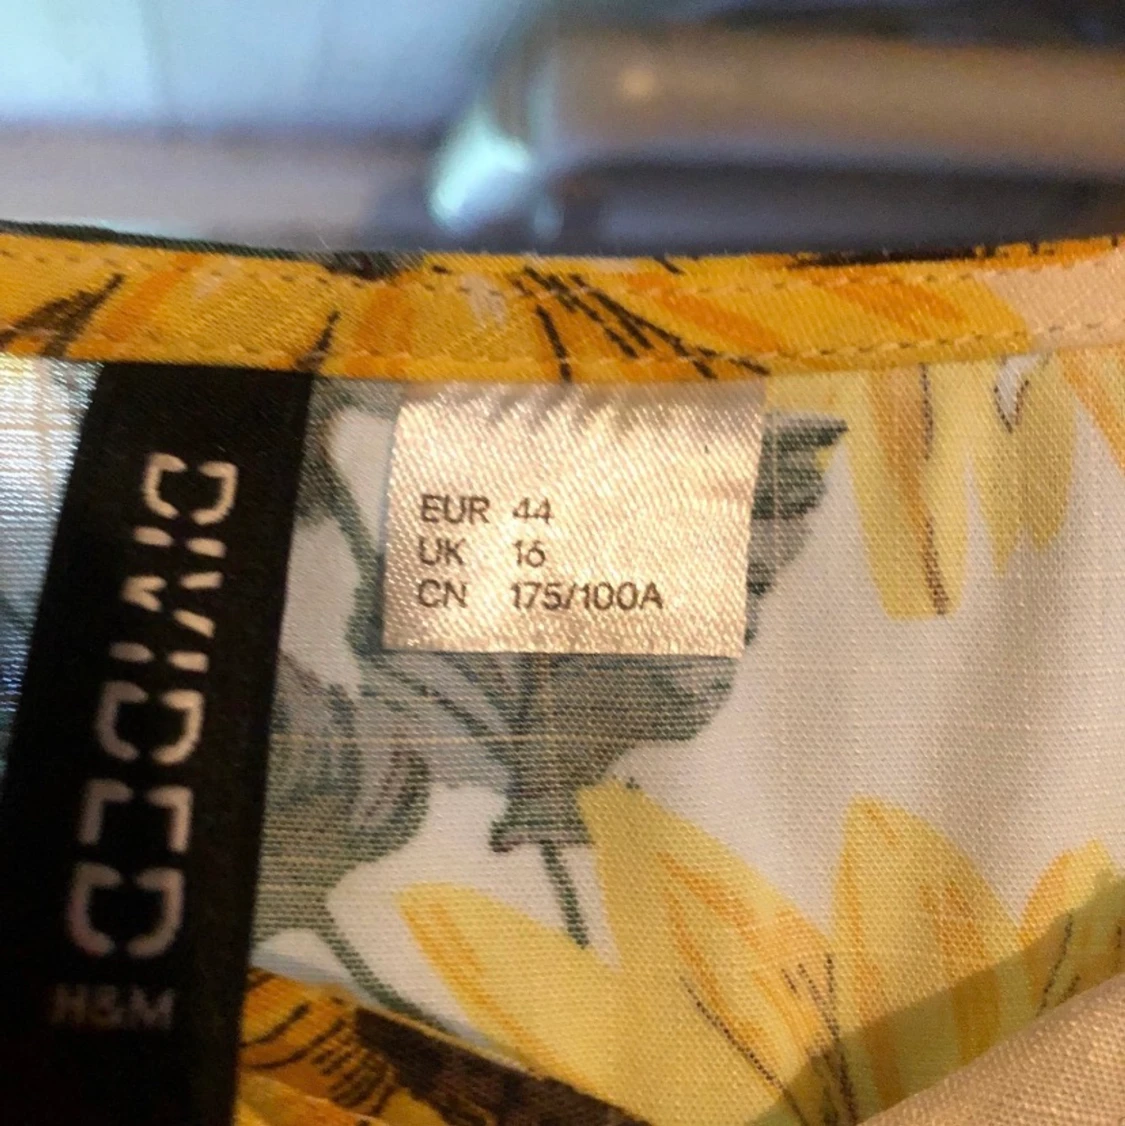 DIVIDED
H&M
EUR 44
UK 16
CN 175/100A